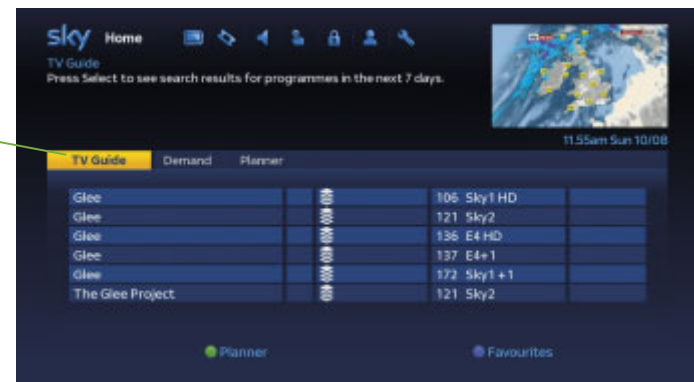 sky Home
TV Guide
Press Select to see search results for programmes in the next 7 days.
11.55am Sun 10/08
TV Guide Demand Planner
Glee 106 Sky1 HD
Glee 121 Sky2
Glee 136 E4 HD
Glee 137 E4+1
Glee 172 Sky1 +1
The Glee Project 121 Sky2
Planner Favourites